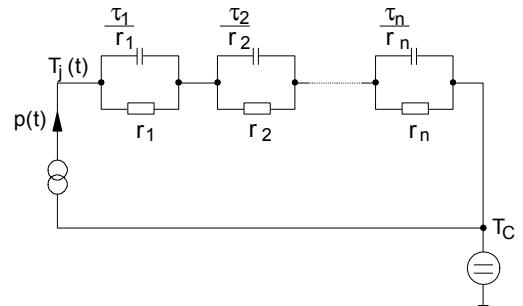 τ1 τ2 τn
r1 r2 rn
Tj(t)
r1 r2 rn
p(t)
TC